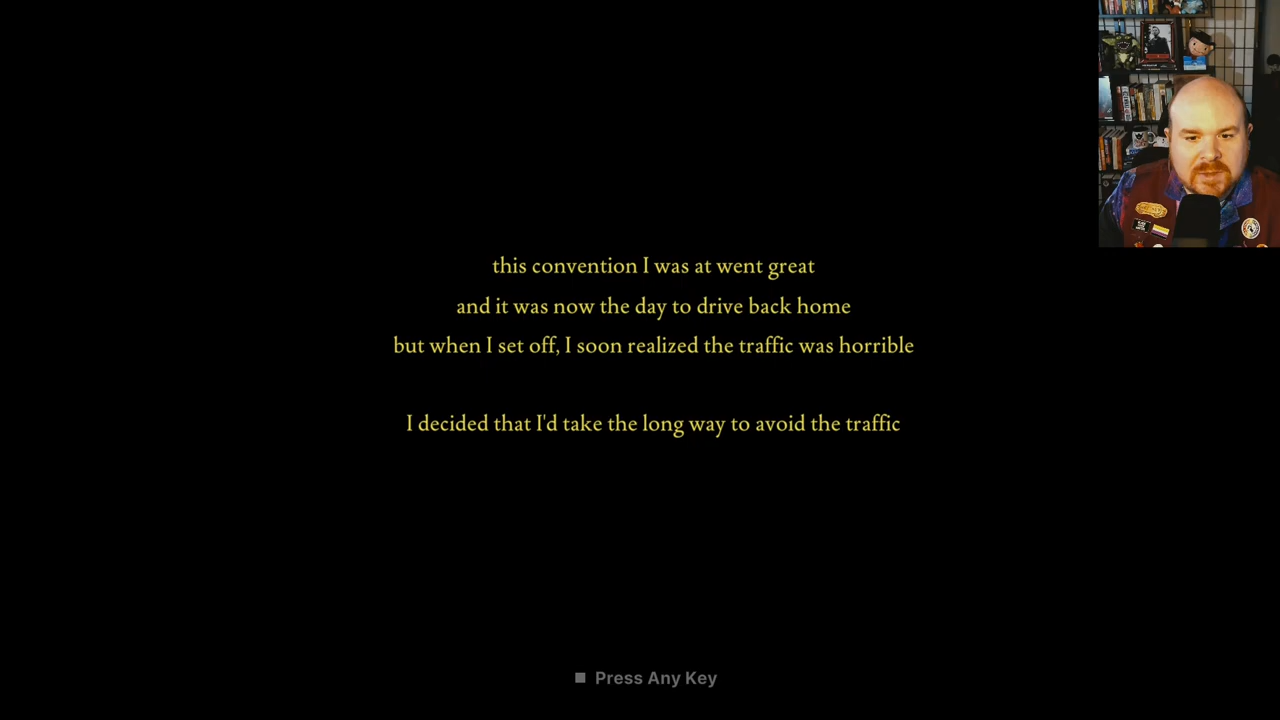 this convention I was at went great
and it was now the day to drive back home
but when I set off, I soon realized the traffic was horrible
I decided that I'd take the long way to avoid the traffic
Press Any Key